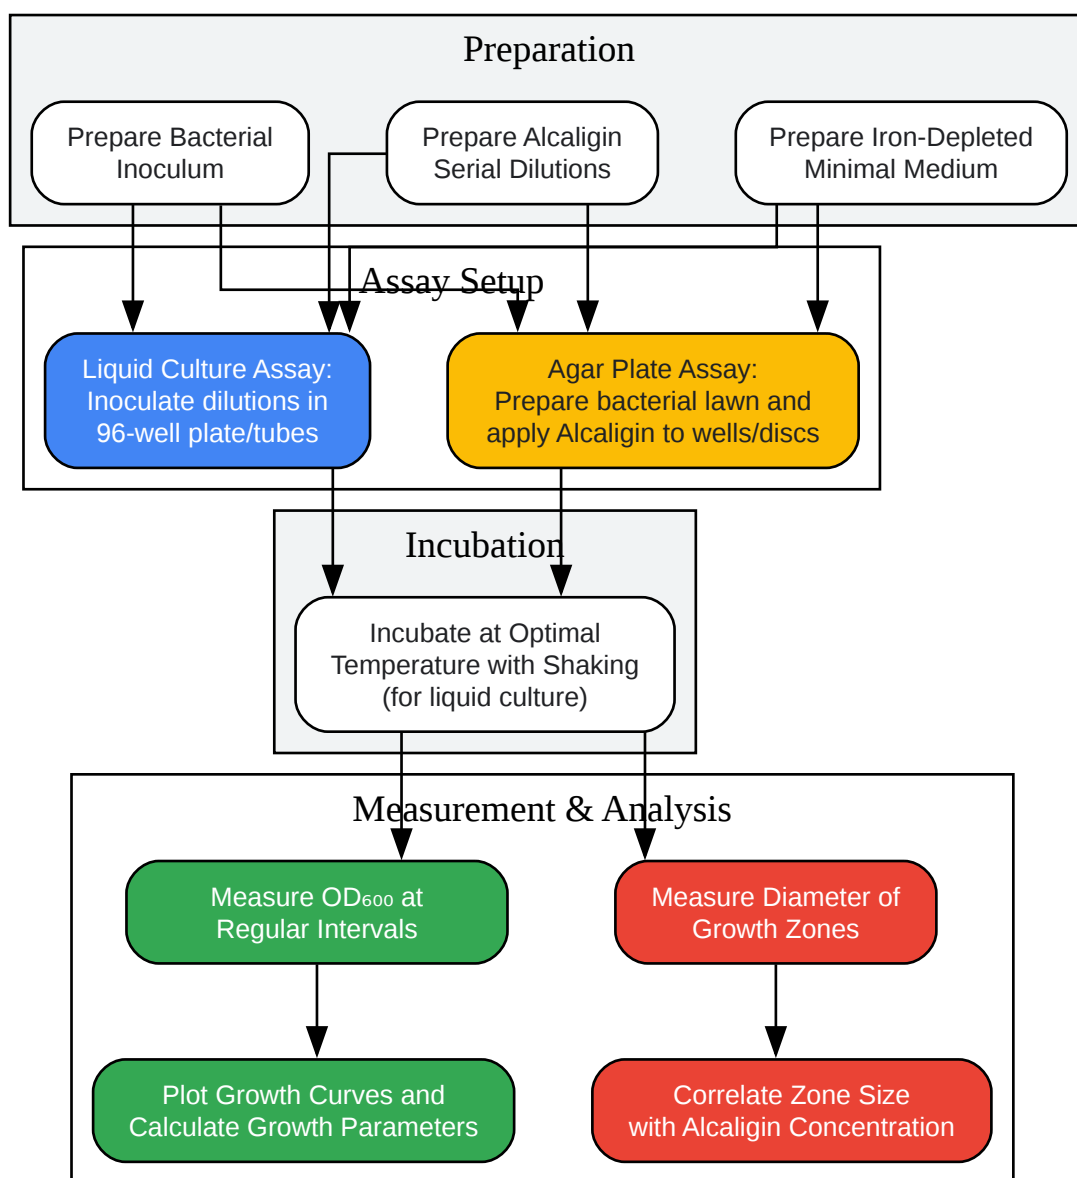 Preparation
Prepare Bacterial
Inoculum
Prepare Alcaligin
Serial Dilutions
Prepare Iron-Depleted
Minimal Medium
Assay Setup
Liquid Culture Assay:
Inoculate dilutions in
96-well plate/tubes
Agar Plate Assay:
Prepare bacterial lawn and
apply Alcaligin to wells/discs
Incubation
Incubate at Optimal
Temperature with Shaking
(for liquid culture)
Measurement & Analysis
Measure OD₆₀₀ at
Regular Intervals
Measure Diameter of
Growth Zones
Plot Growth Curves and
Calculate Growth Parameters
Correlate Zone Size
with Alcaligin Concentration